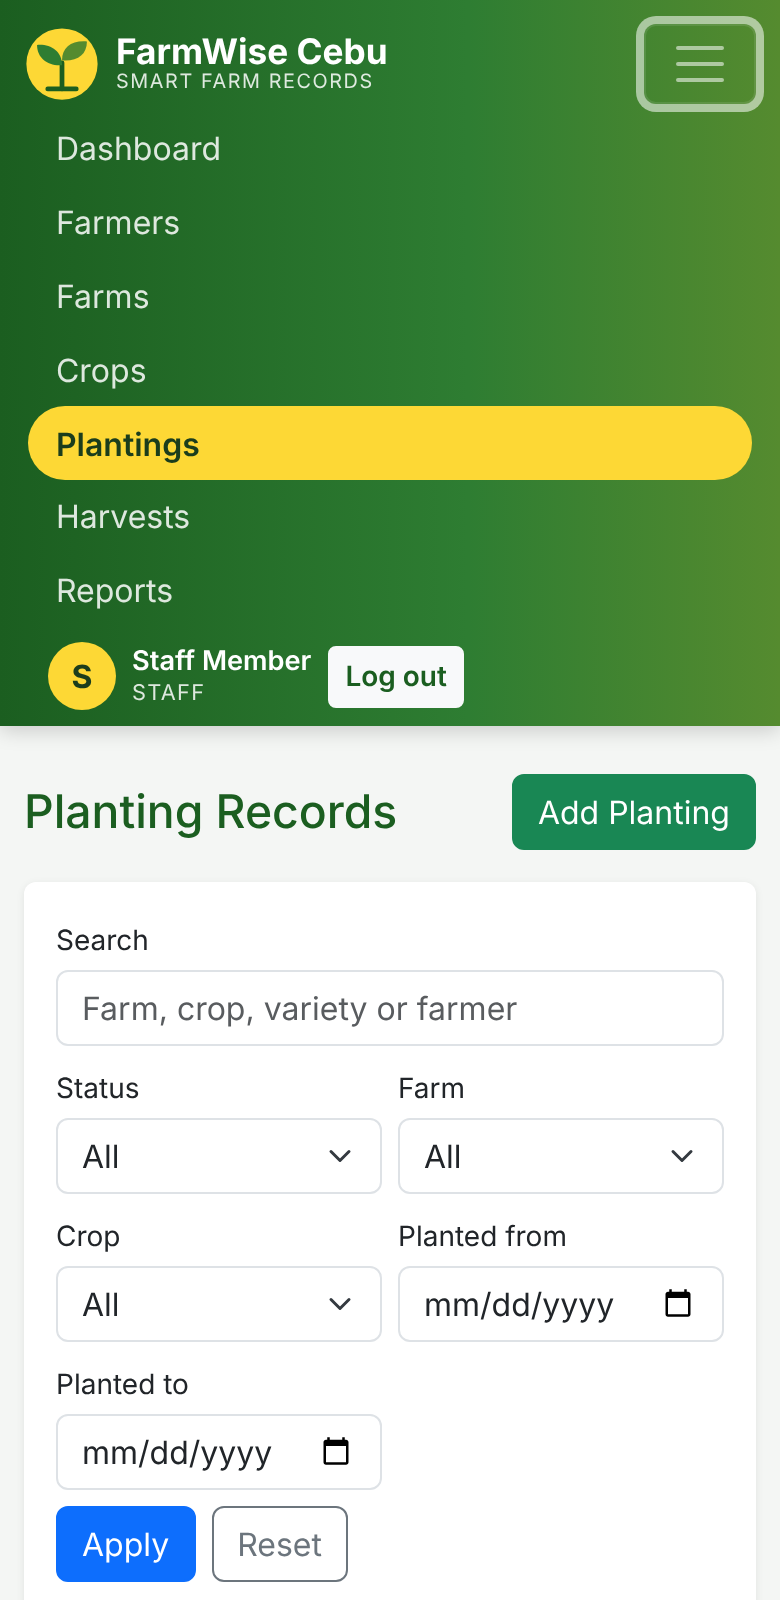 FarmWise Cebu
SMART FARM RECORDS
Dashboard
Farmers
Farms
Crops
Plantings
Harvests
Reports
S
Staff Member
STAFF
Log out
Planting Records
Add Planting
Search
Farm, crop, variety or farmer
Status
Farm
All
All
Crop
Planted from
All
mm/dd/yyyy
Planted to
mm/dd/yyyy
Apply
Reset